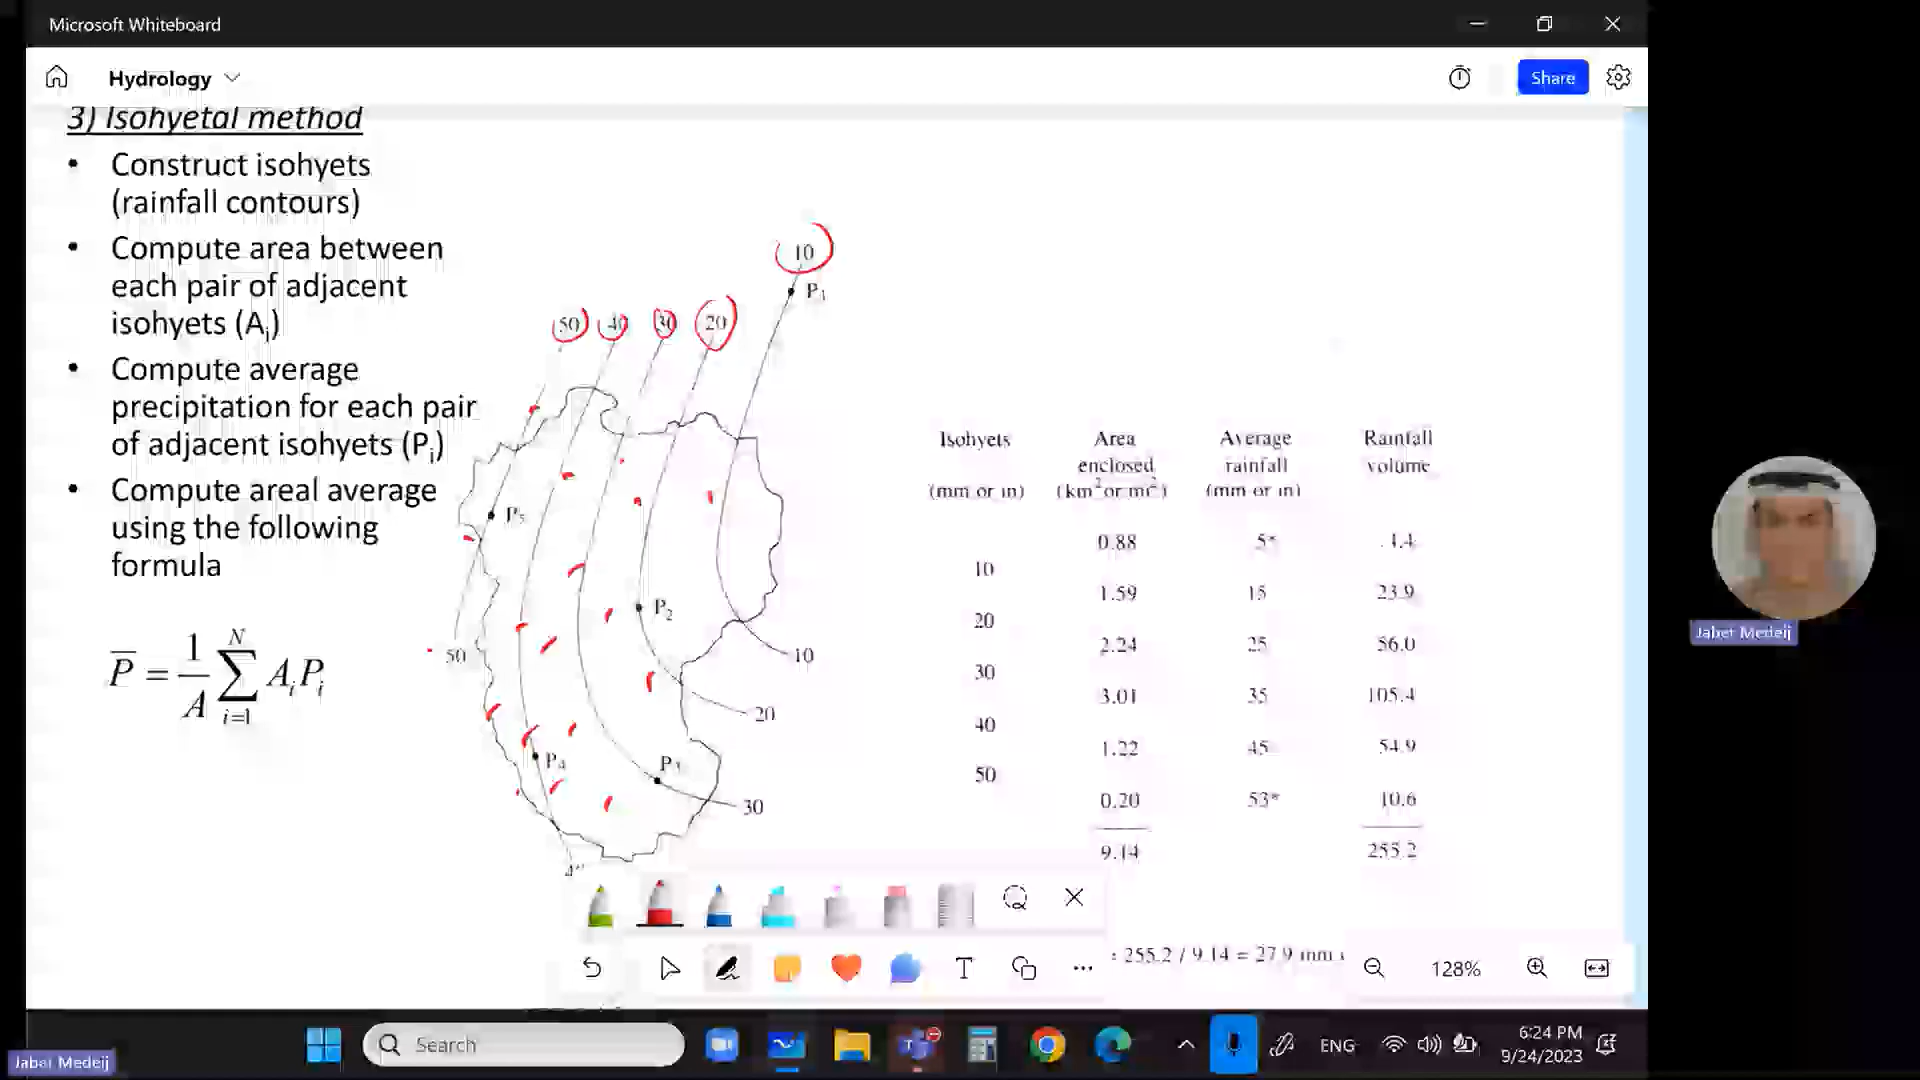 Microsoft Whiteboard
Hydrology
Share
3) Isohyetal method
• Construct isohyets
(rainfall contours)
• Compute area between
each pair of adjacent
isohyets (Ai)
• Compute average
precipitation for each pair
of adjacent isohyets (Pi)
• Compute areal average
using the following
formula
P = 1/A N∑i=1 AiPi
10
P1
50 40 30 20
P5
P2
50
10
20
P4
P3
30
Isohyets Area Average Rainfall
enclosed rainfall volume
(mm or in) (km² or mi²) (mm or in)
0.88 5* 4.4
10
1.59 15 23.9
20
2.24 25 56.0
30
3.01 35 105.4
40
1.22 45 54.9
50
0.20 53* 10.6
9.14 255.2
255.2 / 9.14 = 27.9 mm
128%
Search
ENG
6:24 PM
9/24/2023
Jaber Medeij
Jaber Medeij